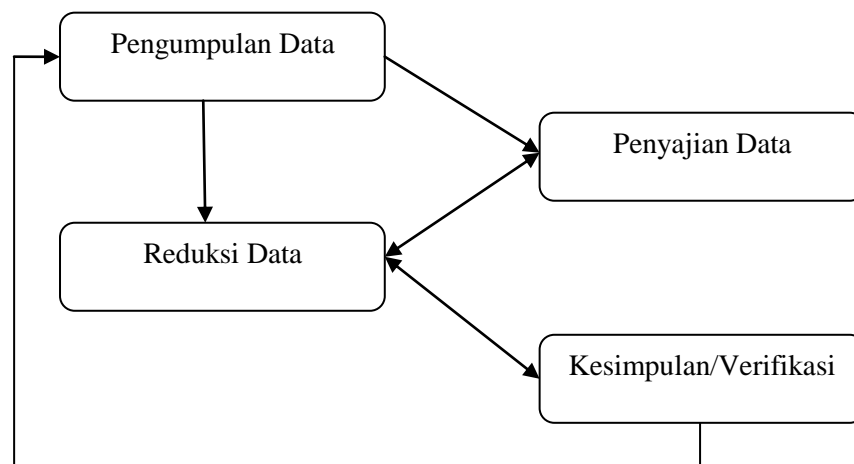 Pengumpulan Data
Penyajian Data
Reduksi Data
Kesimpulan/Verifikasi